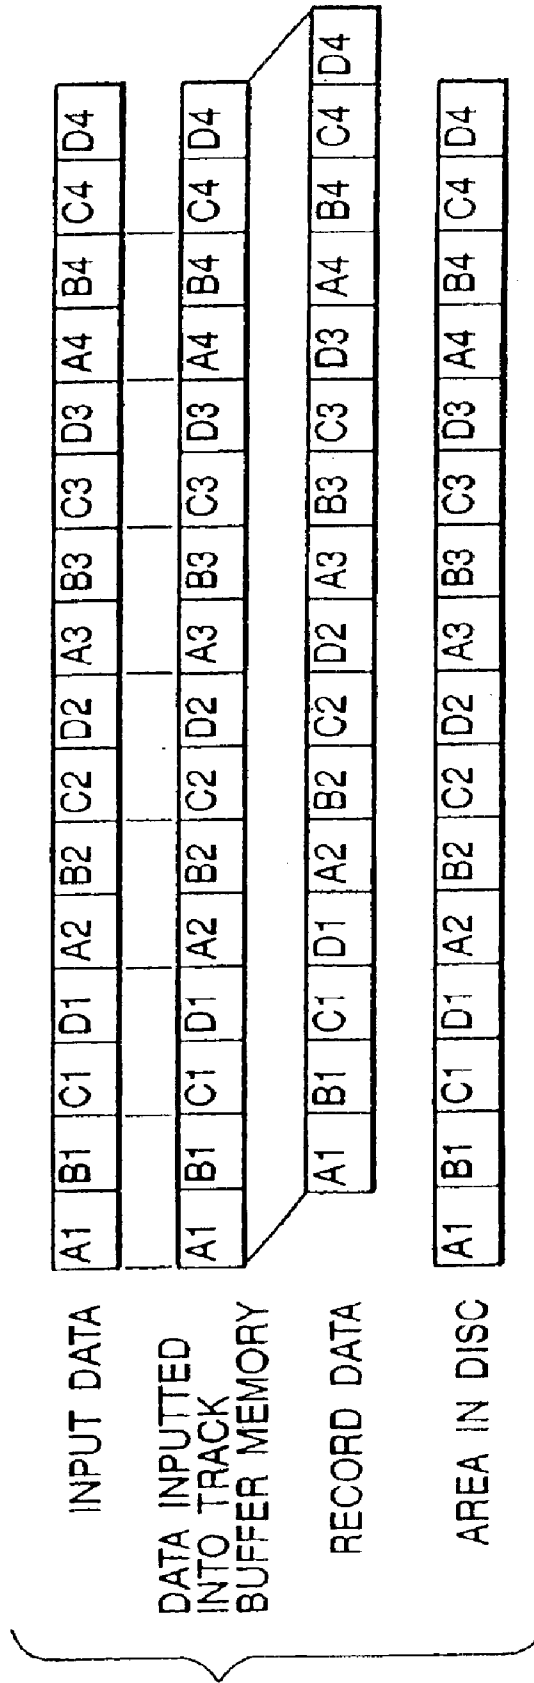 INPUT DATA
A1 B1 C1 D1 A2 B2 C2 D2 A3 B3 C3 D3 A4 B4 C4 D4
DATA INPUTTED
INTO TRACK
BUFFER MEMORY
A1 B1 C1 D1 A2 B2 C2 D2 A3 B3 C3 D3 A4 B4 C4 D4
RECORD DATA
A1 B1 C1 D1 A2 B2 C2 D2 A3 B3 C3 D3 A4 B4 C4 D4
AREA IN DISC
A1 B1 C1 D1 A2 B2 C2 D2 A3 B3 C3 D3 A4 B4 C4 D4